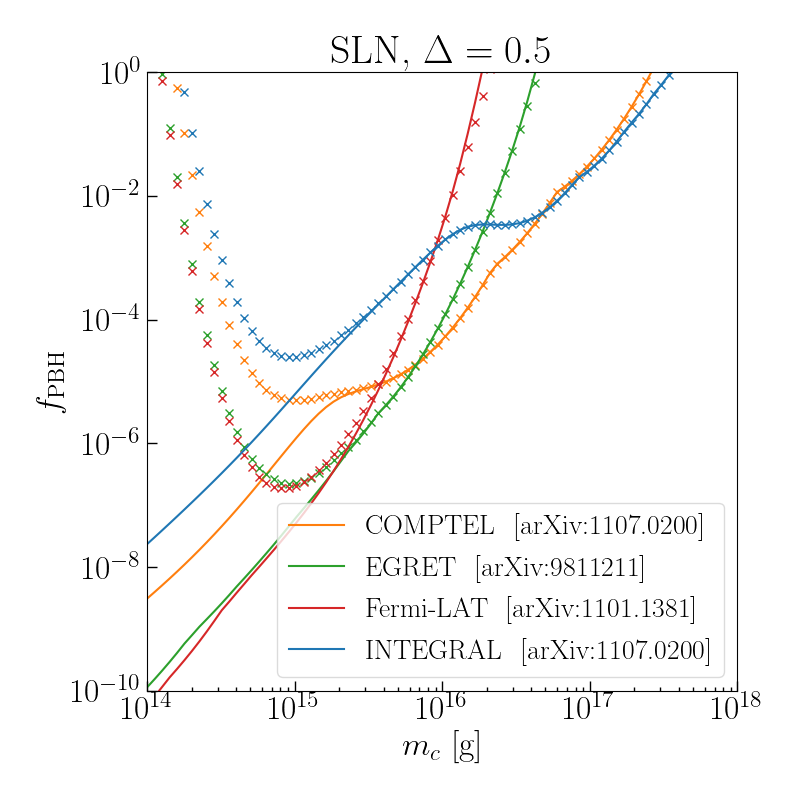 SLN, Δ = 0.5
f_PBH
10^0
10^−2
10^−4
10^−6
10^−8
10^−10
COMPTEL [arXiv:1107.0200]
EGRET [arXiv:9811211]
Fermi-LAT [arXiv:1101.1381]
INTEGRAL [arXiv:1107.0200]
10^14 10^15 10^16 10^17 10^18
m_c [g]